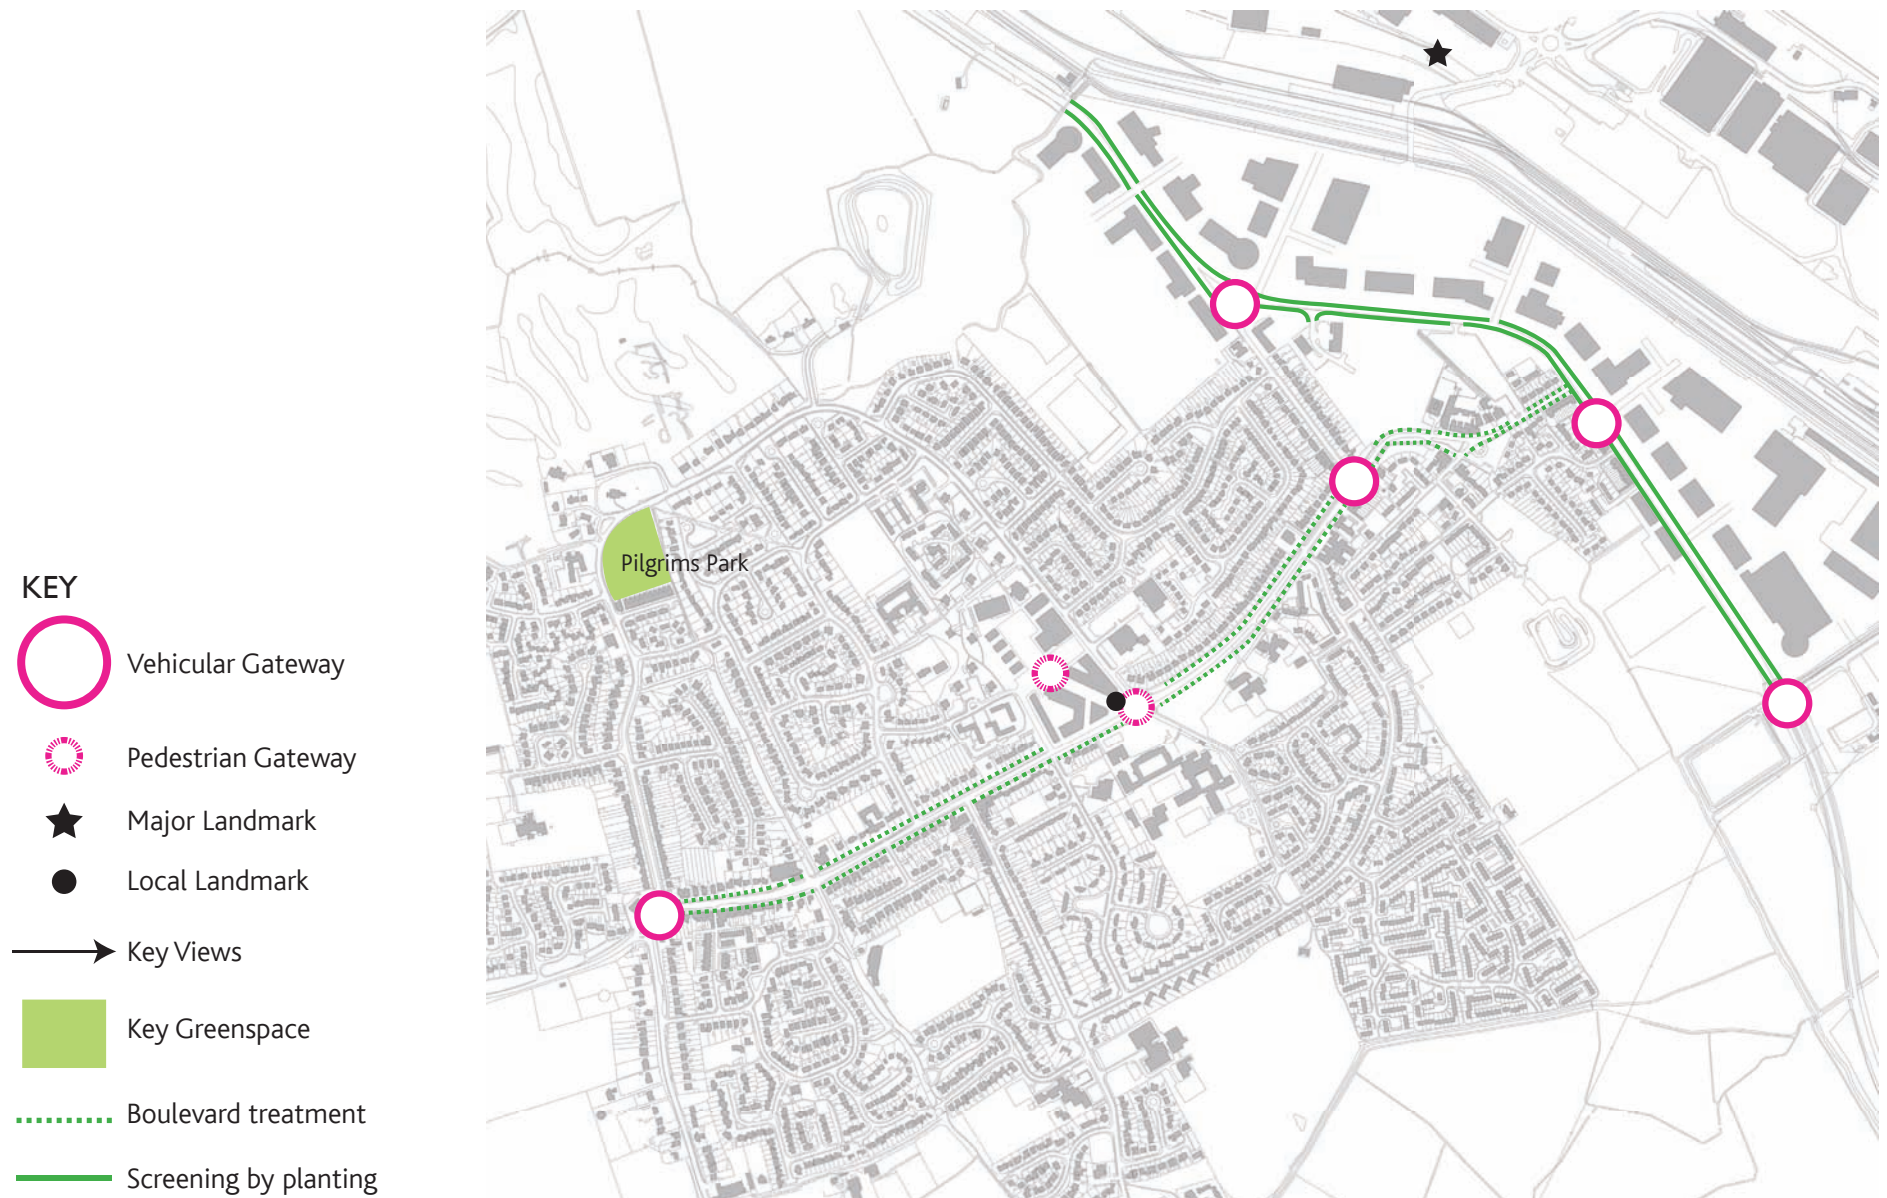 KEY
Vehicular Gateway
Pedestrian Gateway
Major Landmark
Local Landmark
Key Views
Key Greenspace
Boulevard treatment
Screening by planting
Pilgrims Park